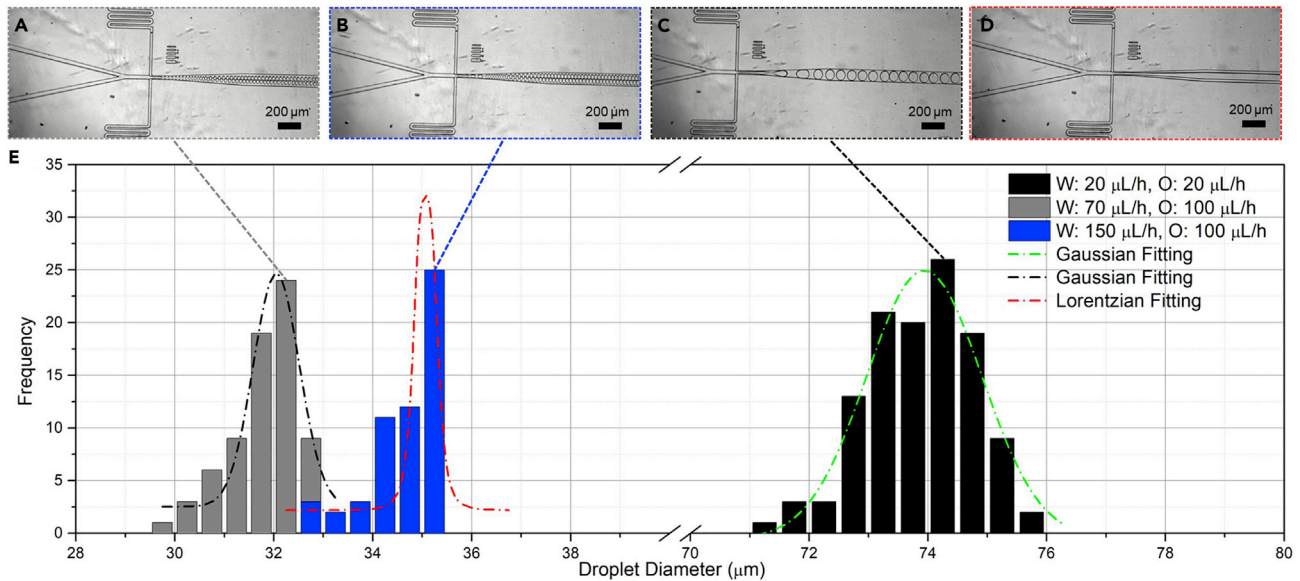 A
B
C
D
200 μm
200 μm
200 μm
200 μm
E
35
30
25
20
15
10
5
0
Frequency
W: 20 μL/h, O: 20 μL/h
W: 70 μL/h, O: 100 μL/h
W: 150 μL/h, O: 100 μL/h
Gaussian Fitting
Gaussian Fitting
Lorentzian Fitting
28 30 32 34 36 38 70 72 74 76 78 80
Droplet Diameter (μm)